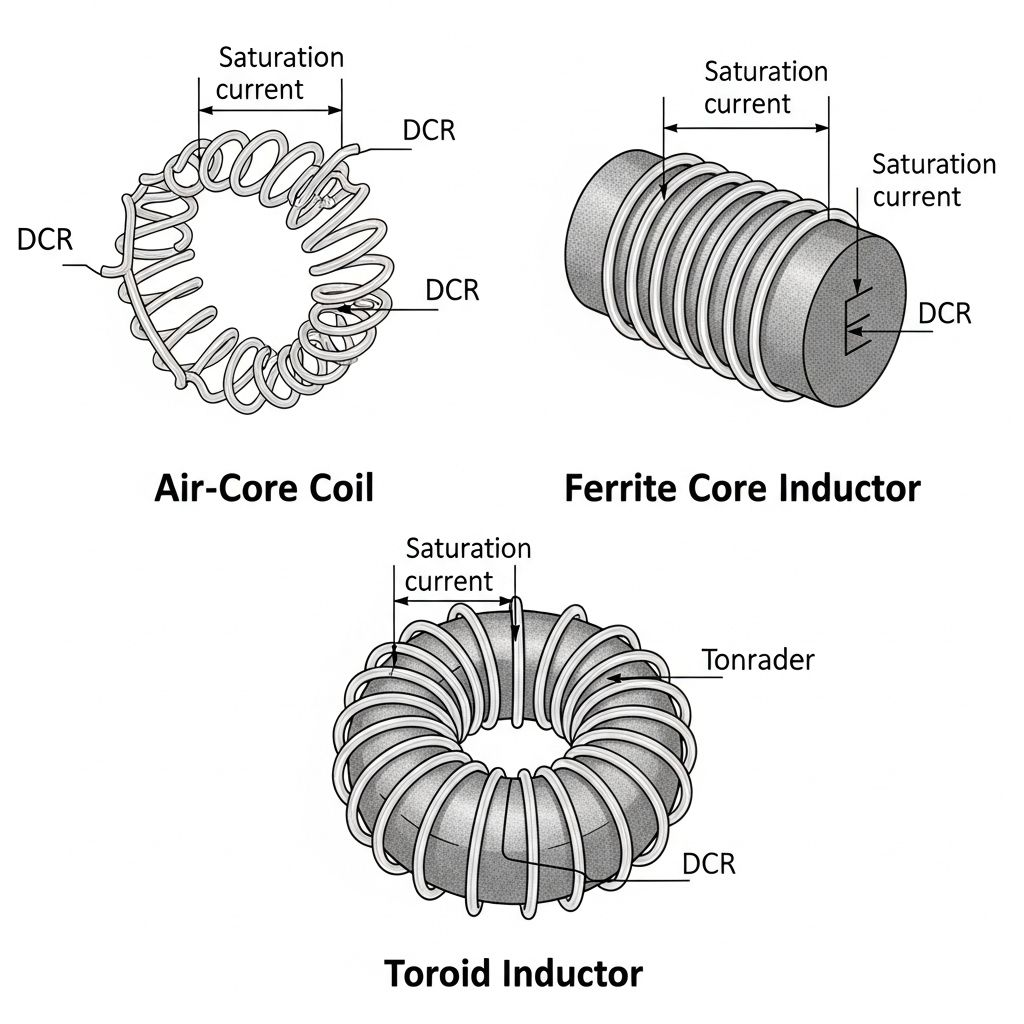 Saturation
current
DCR
DCR
DCR
Air-Core Coil
Saturation
current
Saturation
current
DCR
Ferrite Core Inductor
Saturation
current
Tonrader
DCR
Toroid Inductor